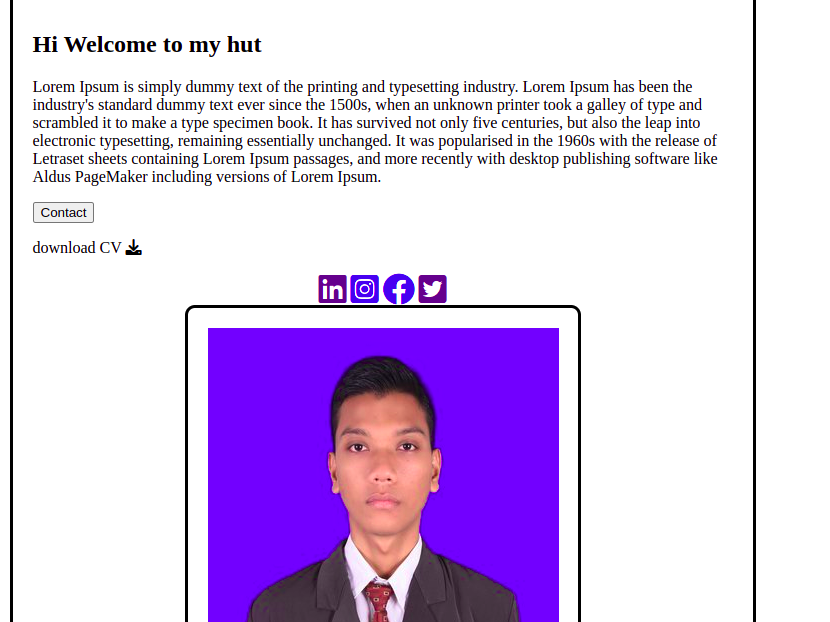 Hi Welcome to my hut
Lorem Ipsum is simply dummy text of the printing and typesetting industry. Lorem Ipsum has been the
industry's standard dummy text ever since the 1500s, when an unknown printer took a galley of type and
scrambled it to make a type specimen book. It has survived not only five centuries, but also the leap into
electronic typesetting, remaining essentially unchanged. It was popularised in the 1960s with the release of
Letraset sheets containing Lorem Ipsum passages, and more recently with desktop publishing software like
Aldus PageMaker including versions of Lorem Ipsum.
Contact
download CV
in